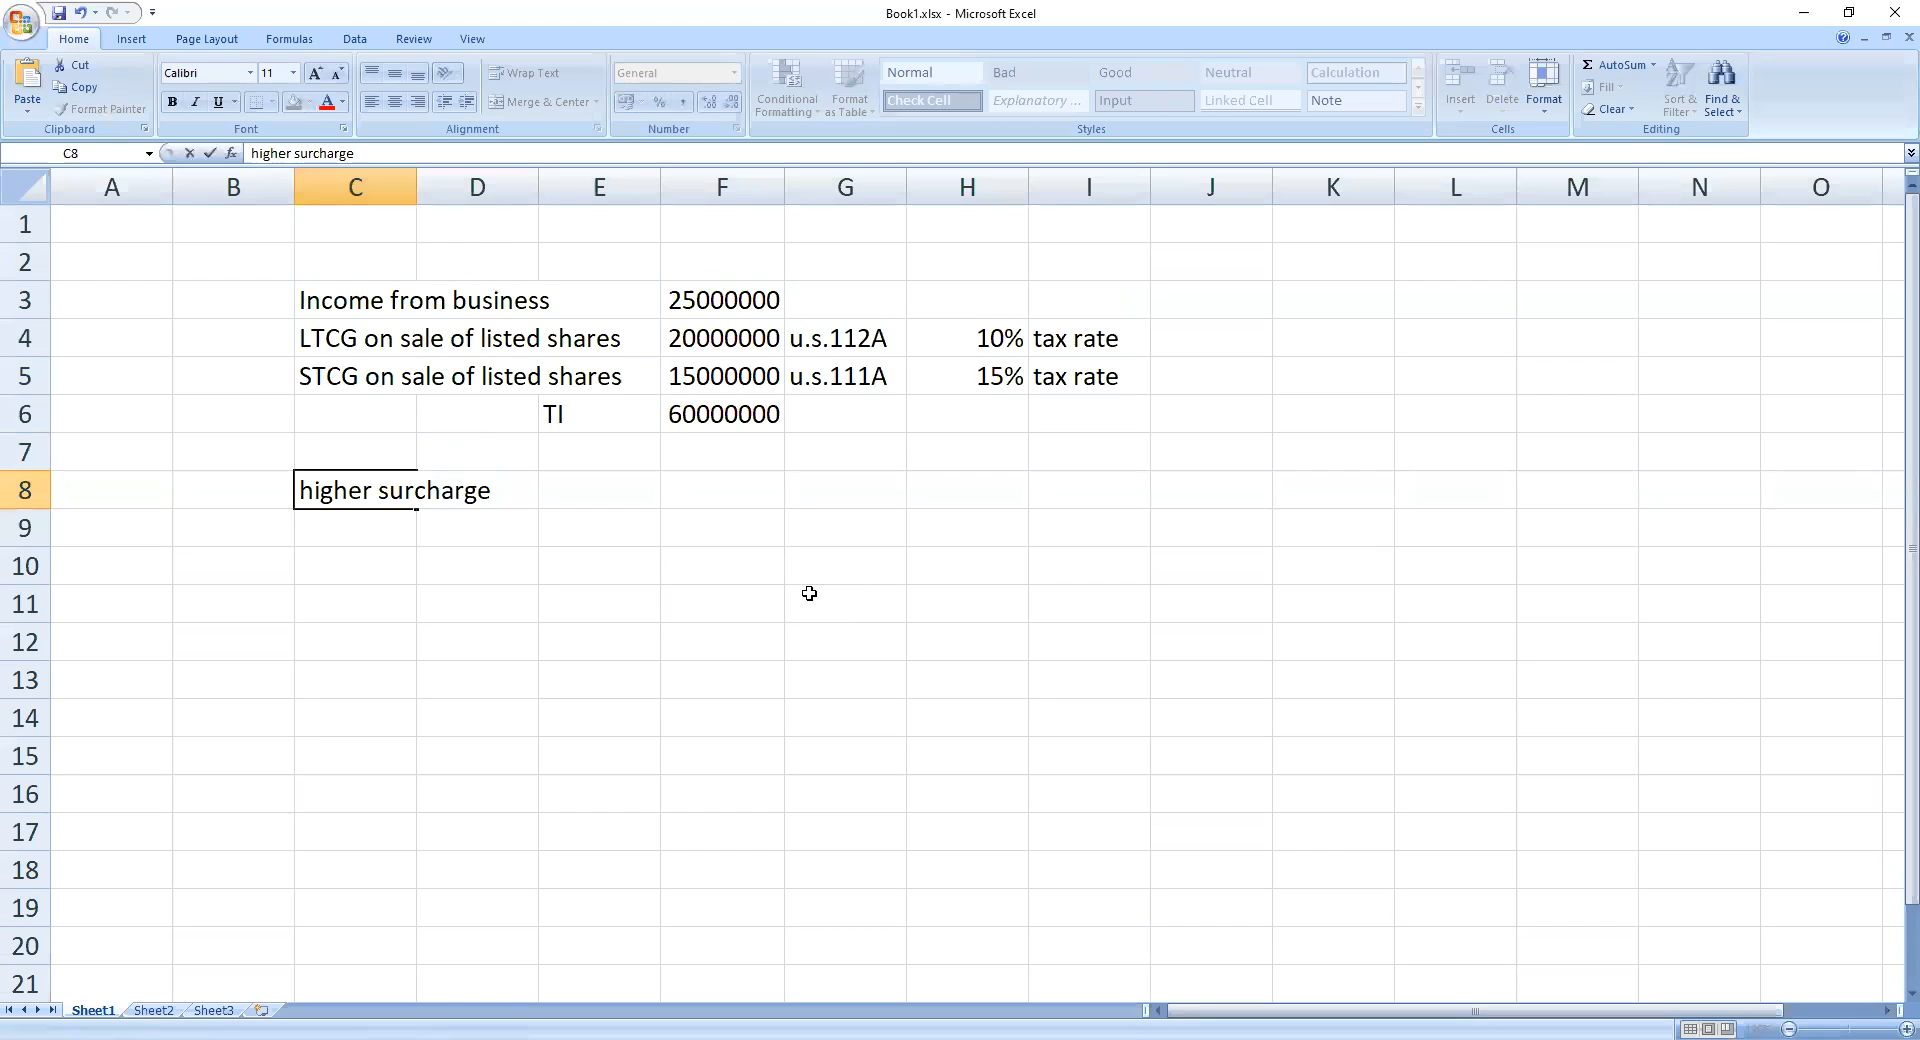 Book1.xlsx - Microsoft Excel
Home Insert Page Layout Formulas Data Review View
Paste
Cut
Copy
Format Painter
Clipboard
Calibri 11
B I U
Font
Wrap Text
Merge & Center
Alignment
General
%
Number
Conditional Formatting
Format as Table
Normal Bad Good Neutral Calculation
Check Cell Explanatory ... Input Linked Cell Note
Styles
Insert Delete Format
Cells
Σ AutoSum
Fill
Clear
Sort & Filter
Find & Select
Editing
C8 fx higher surcharge
A B C D E F G H I J K L M N O
1
2
3 Income from business 25000000
4 LTCG on sale of listed shares 20000000 u.s.112A 10% tax rate
5 STCG on sale of listed shares 15000000 u.s.111A 15% tax rate
6 TI 60000000
7
8 higher surcharge
9
10
11
12
13
14
15
16
17
18
19
20
21
Sheet1 Sheet2 Sheet3